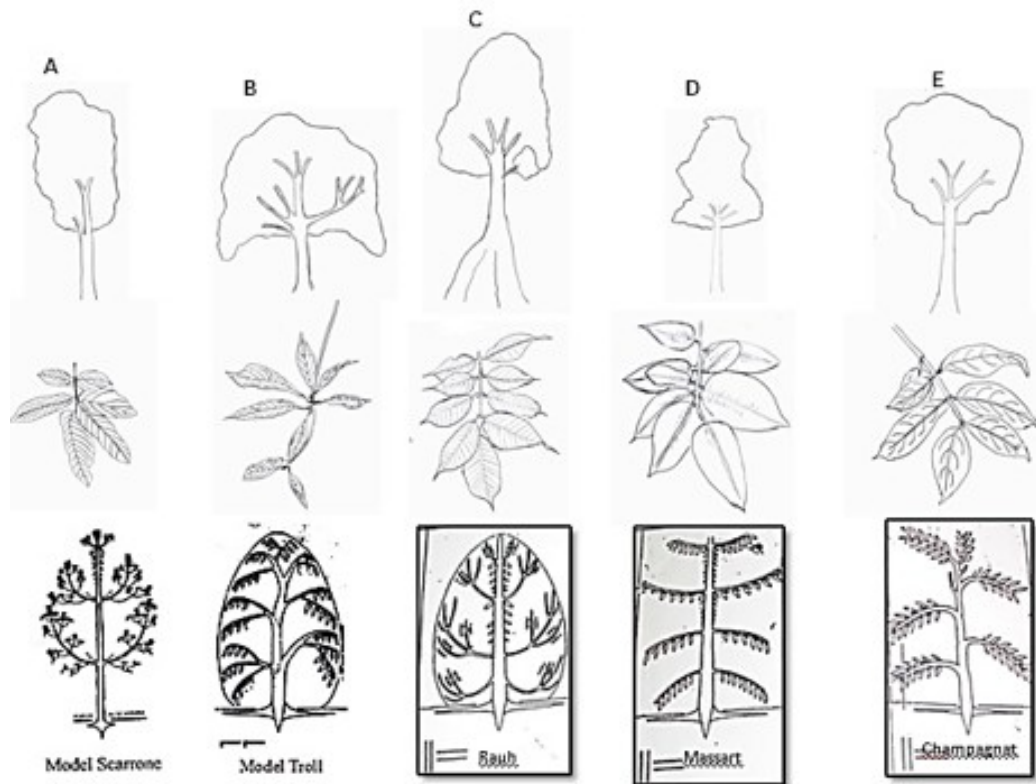 A
B
C
D
E
Model Scarrone
Model Troll
Rauh
Massart
Champagnat